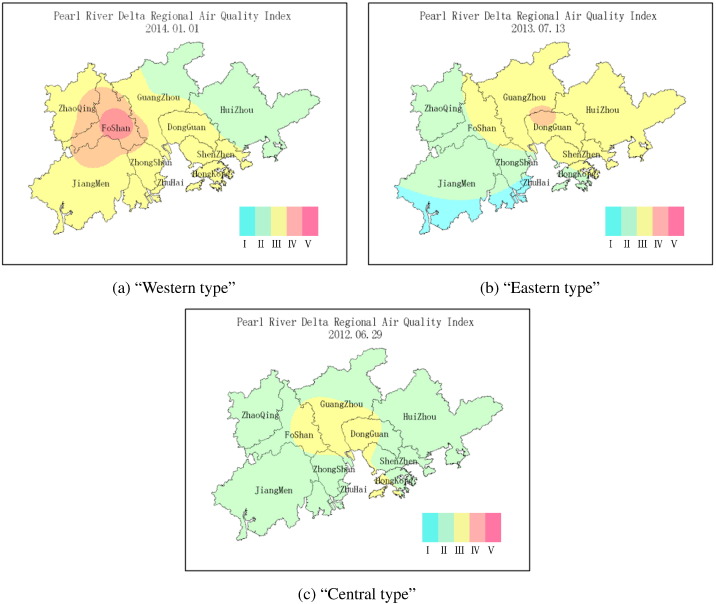 Pearl River Delta Regional Air Quality Index
2014.01.01
GuangZhou
ZhaoQing
HuiZhou
FoShan
DongGuan
ShenZhen
ZhongShan
HongKong
JiangMen
ZhuHai
I II III IV V
(a) “Western type”
Pearl River Delta Regional Air Quality Index
2013.07.13
GuangZhou
ZhaoQing
HuiZhou
FoShan
DongGuan
ShenZhen
ZhongShan
HongKong
JiangMen
ZhuHai
I II III IV V
(b) “Eastern type”
Pearl River Delta Regional Air Quality Index
2012.06.29
GuangZhou
ZhaoQing
HuiZhou
FoShan
DongGuan
ShenZhen
ZhongShan
HongKong
JiangMen
ZhuHai
I II III IV V
(c) “Central type”